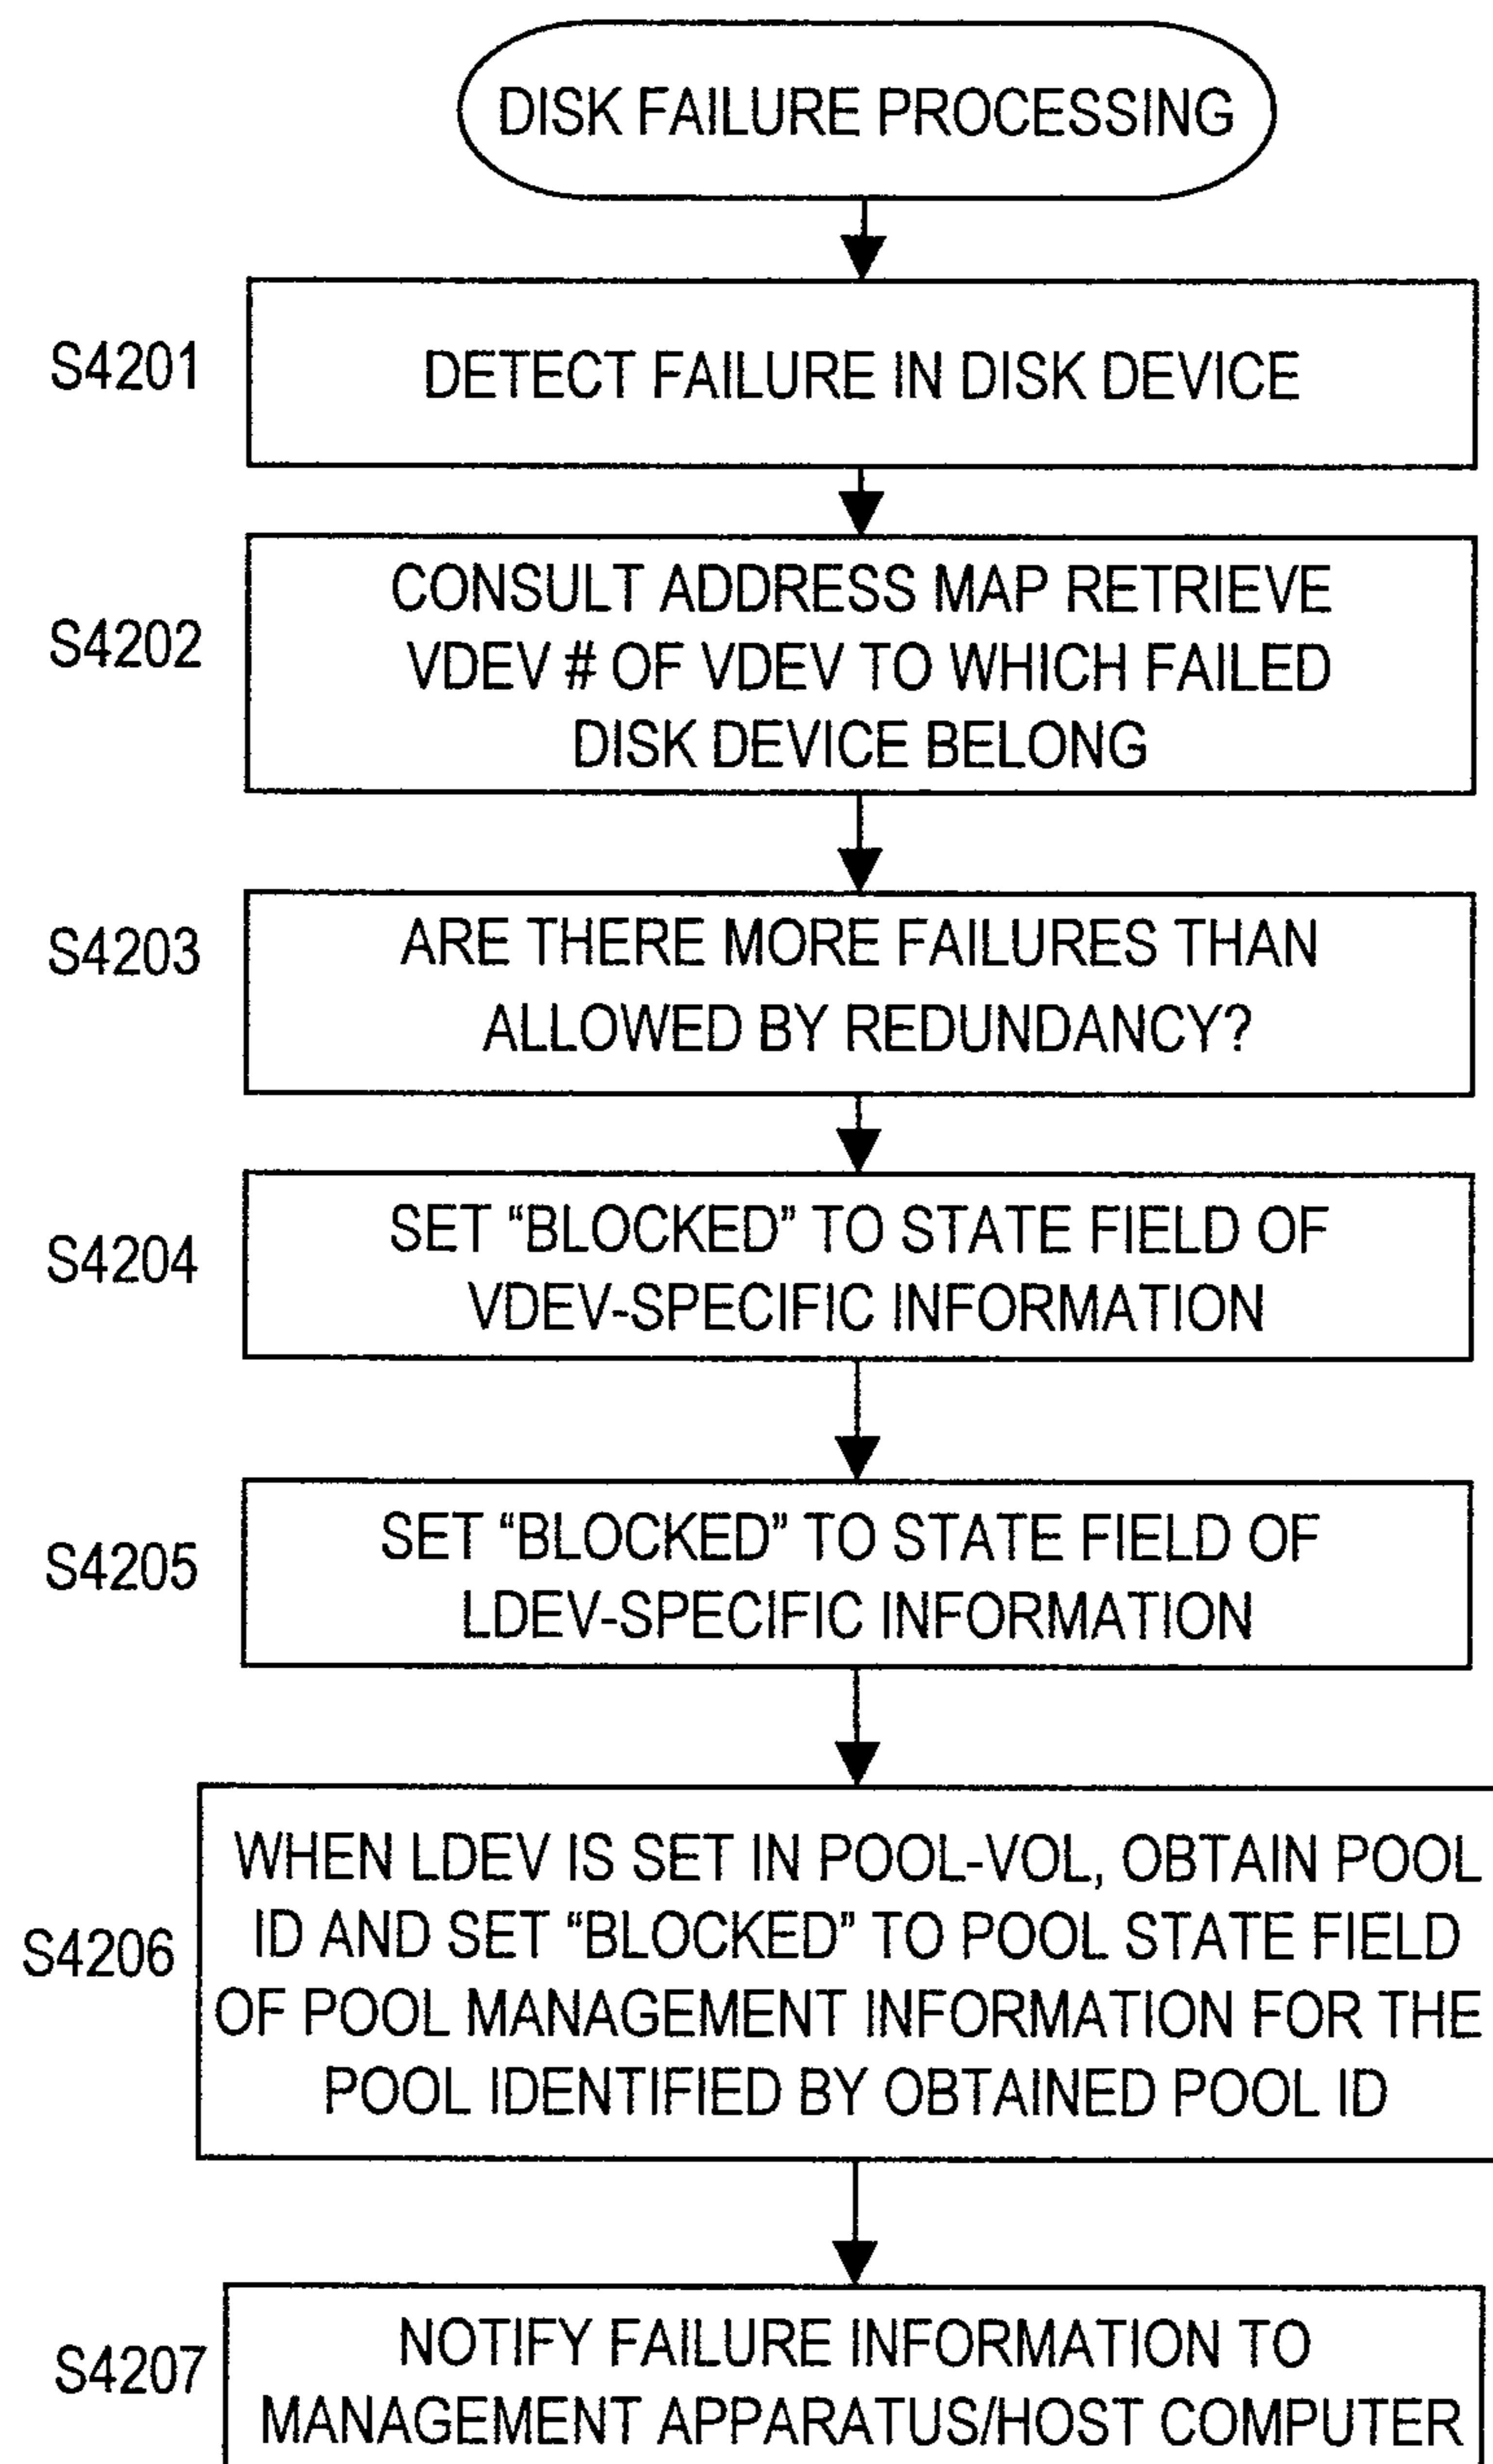 DISK FAILURE PROCESSING
S4201
DETECT FAILURE IN DISK DEVICE
S4202
CONSULT ADDRESS MAP RETRIEVE
VDEV # OF VDEV TO WHICH FAILED
DISK DEVICE BELONG
S4203
ARE THERE MORE FAILURES THAN
ALLOWED BY REDUNDANCY?
S4204
SET “BLOCKED” TO STATE FIELD OF
VDEV-SPECIFIC INFORMATION
S4205
SET “BLOCKED” TO STATE FIELD OF
LDEV-SPECIFIC INFORMATION
S4206
WHEN LDEV IS SET IN POOL-VOL, OBTAIN POOL
ID AND SET “BLOCKED” TO POOL STATE FIELD
OF POOL MANAGEMENT INFORMATION FOR THE
POOL IDENTIFIED BY OBTAINED POOL ID
S4207
NOTIFY FAILURE INFORMATION TO
MANAGEMENT APPARATUS/HOST COMPUTER